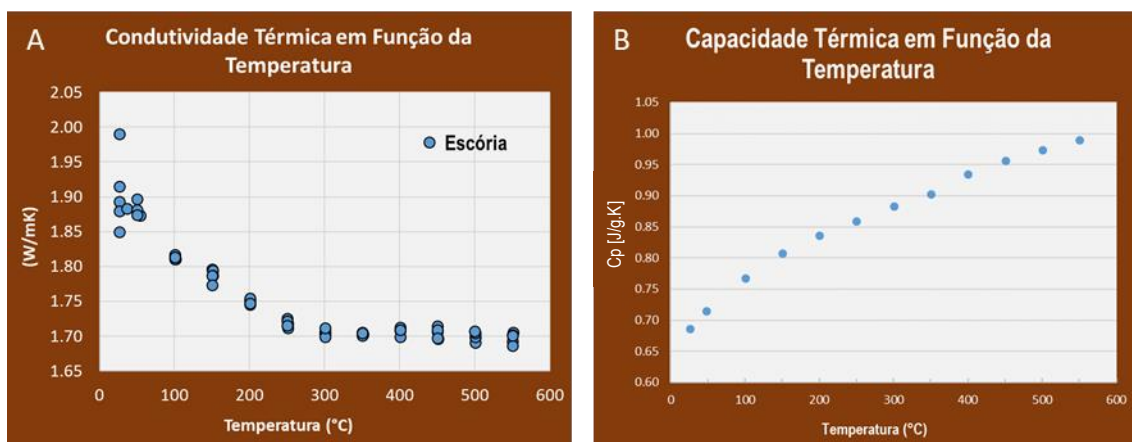 A
Condutividade Térmica em Função da
Temperatura
2.05
2.00
1.95
1.90
1.85
1.80
1.75
1.70
1.65
(W/mK)
Escória
0 100 200 300 400 500 600
Temperatura (°C)
B
Capacidade Térmica em Função da
Temperatura
1.05
1.00
0.95
0.90
0.85
0.80
0.75
0.70
0.65
0.60
Cp [J/g.K]
0 100 200 300 400 500 600
Temperatura (°C)